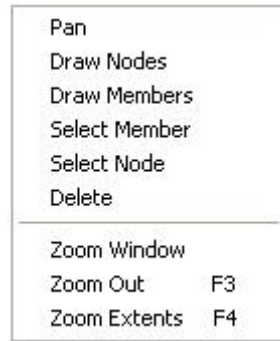 Pan
Draw Nodes
Draw Members
Select Member
Select Node
Delete
Zoom Window
Zoom Out F3
Zoom Extents F4